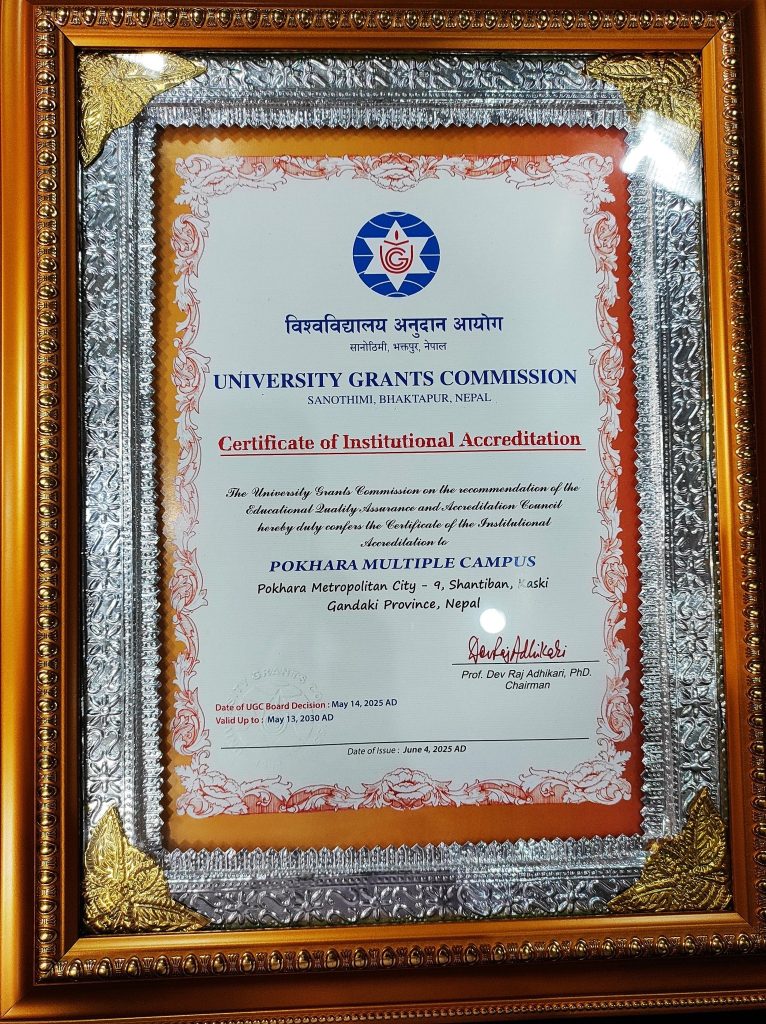 UGC
विश्वविद्यालय अनुदान आयोग
सानोठिमी, भक्तपुर, नेपाल
UNIVERSITY GRANTS COMMISSION
SANOTHIMI, BHAKTAPUR, NEPAL
Certificate of Institutional Accreditation
The University Grants Commission on the recommendation of the
Educational Quality Assurance and Accreditation Council
hereby duly confers the Certificate of the Institutional
Accreditation to
POKHARA MULTIPLE CAMPUS
Pokhara Metropolitan City - 9, Shantiban, Kaski
Gandaki Province, Nepal
DevRajAdhikari
Prof. Dev Raj Adhikari, PhD.
Chairman
GRANTS
Date of UGC Board Decision : May 14, 2025 AD
Valid Up to : May 13, 2030 AD
Date of Issue : June 4, 2025 AD